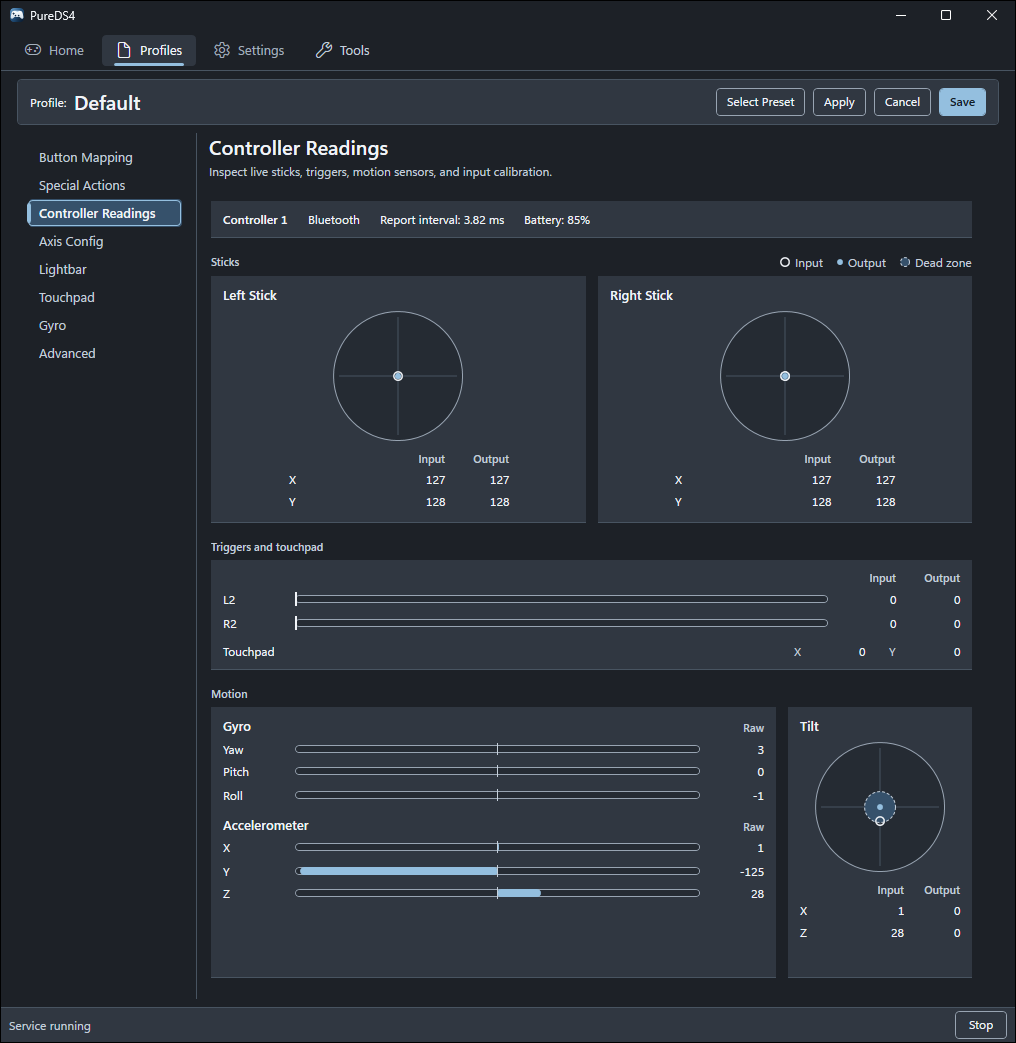 PureDS4
Home Profiles Settings Tools
Profile: Default Select Preset Apply Cancel Save
Button Mapping
Special Actions
Controller Readings
Axis Config
Lightbar
Touchpad
Gyro
Advanced
Controller Readings
Inspect live sticks, triggers, motion sensors, and input calibration.
Controller 1 Bluetooth Report interval: 3.82 ms Battery: 85%
Sticks Input Output Dead zone
Left Stick
Input Output
X 127 127
Y 128 128
Right Stick
Input Output
X 127 127
Y 128 128
Triggers and touchpad
Input Output
L2 0 0
R2 0 0
Touchpad X 0 Y 0
Motion
Gyro Raw
Yaw 3
Pitch 0
Roll -1
Accelerometer Raw
X 1
Y -125
Z 28
Tilt
Input Output
X 1 0
Z 28 0
Service running Stop